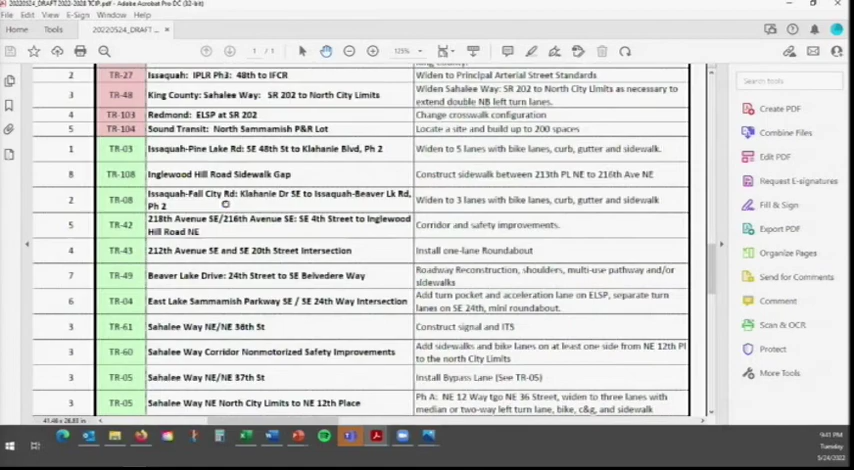 20220524_DRAFT 2022-2028 TCIP.pdf - Adobe Acrobat Pro DC (32-bit)
File Edit View E-Sign Window Help
Home Tools 20220524_DRAFT ... ×
1 / 1 125%
2 TR-27 Issaquah: IPLR Ph3: 48th to IFCR Widen to Principal Arterial Street Standards
3 TR-48 King County: Sahalee Way: SR 202 to North City Limits Widen Sahalee Way: SR 202 to North City Limits as necessary to
extend double NB left turn lanes.
4 TR-103 Redmond: ELSP at SR 202 Change crosswalk configuration
5 TR-104 Sound Transit: North Sammamish P&R Lot Locate a site and build up to 200 spaces
1 TR-03 Issaquah-Pine Lake Rd: SE 48th St to Klahanie Blvd, Ph 2 Widen to 5 lanes with bike lanes, curb, gutter and sidewalk.
8 TR-108 Inglewood Hill Road Sidewalk Gap Construct sidewalk between 213th PL NE to 216th Ave NE
2 TR-08 Issaquah-Fall City Rd: Klahanie Dr SE to Issaquah-Beaver Lk Rd,
Ph 2 Widen to 3 lanes with bike lanes, curb, gutter and sidewalk
5 TR-42 218th Avenue SE/216th Avenue SE: SE 4th Street to Inglewood
Hill Road NE Corridor and safety improvements.
4 TR-43 212th Avenue SE and SE 20th Street Intersection Install one-lane Roundabout
7 TR-49 Beaver Lake Drive: 24th Street to SE Belvedere Way Roadway Reconstruction, shoulders, multi-use pathway and/or
sidewalks
6 TR-04 East Lake Sammamish Parkway SE / SE 24th Way Intersection Add turn pocket and acceleration lane on ELSP, separate turn
lanes on SE 24th, mini roundabout.
3 TR-61 Sahalee Way NE/NE 36th St Construct signal and ITS
3 TR-60 Sahalee Way Corridor Nonmotorized Safety Improvements Add sidewalks and bike lanes on at least one side from NE 12th Pl
to the north City Limits
3 TR-05 Sahalee Way NE/NE 37th St Install Bypass Lane (See TR-05)
3 TR-05 Sahalee Way NE North City Limits to NE 12th Place Ph A: NE 12 Way tgo NE 36 Street, widen to three lanes with
median or two-way left turn lane, bike, c&g, and sidewalk
Search tools
Create PDF
Combine Files
Edit PDF
Request E-signatures
Fill & Sign
Export PDF
Organize Pages
Send for Comments
Comment
Scan & OCR
Protect
More Tools
9:41 PM
Tuesday
5/24/2022